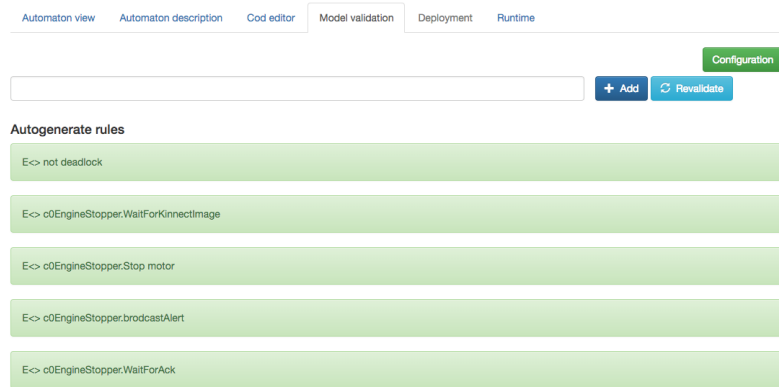 Automaton view Automaton description Cod editor Model validation Deployment Runtime
Configuration
Add Revalidate
Autogenerate rules
E<> not deadlock
E<> c0EngineStopper.WaitForKinnectImage
E<> c0EngineStopper.Stop motor
E<> c0EngineStopper.brodcastAlert
E<> c0EngineStopper.WaitForAck